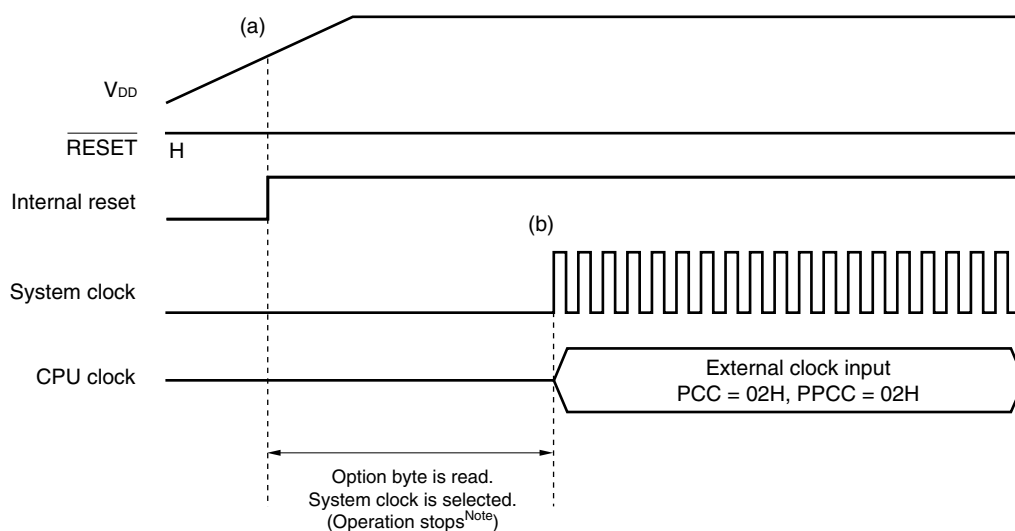 (a)
VDD
RESET
H
Internal reset
(b)
System clock
CPU clock
External clock input
PCC = 02H, PPCC = 02H
Option byte is read.
System clock is selected.
(Operation stopsNote)